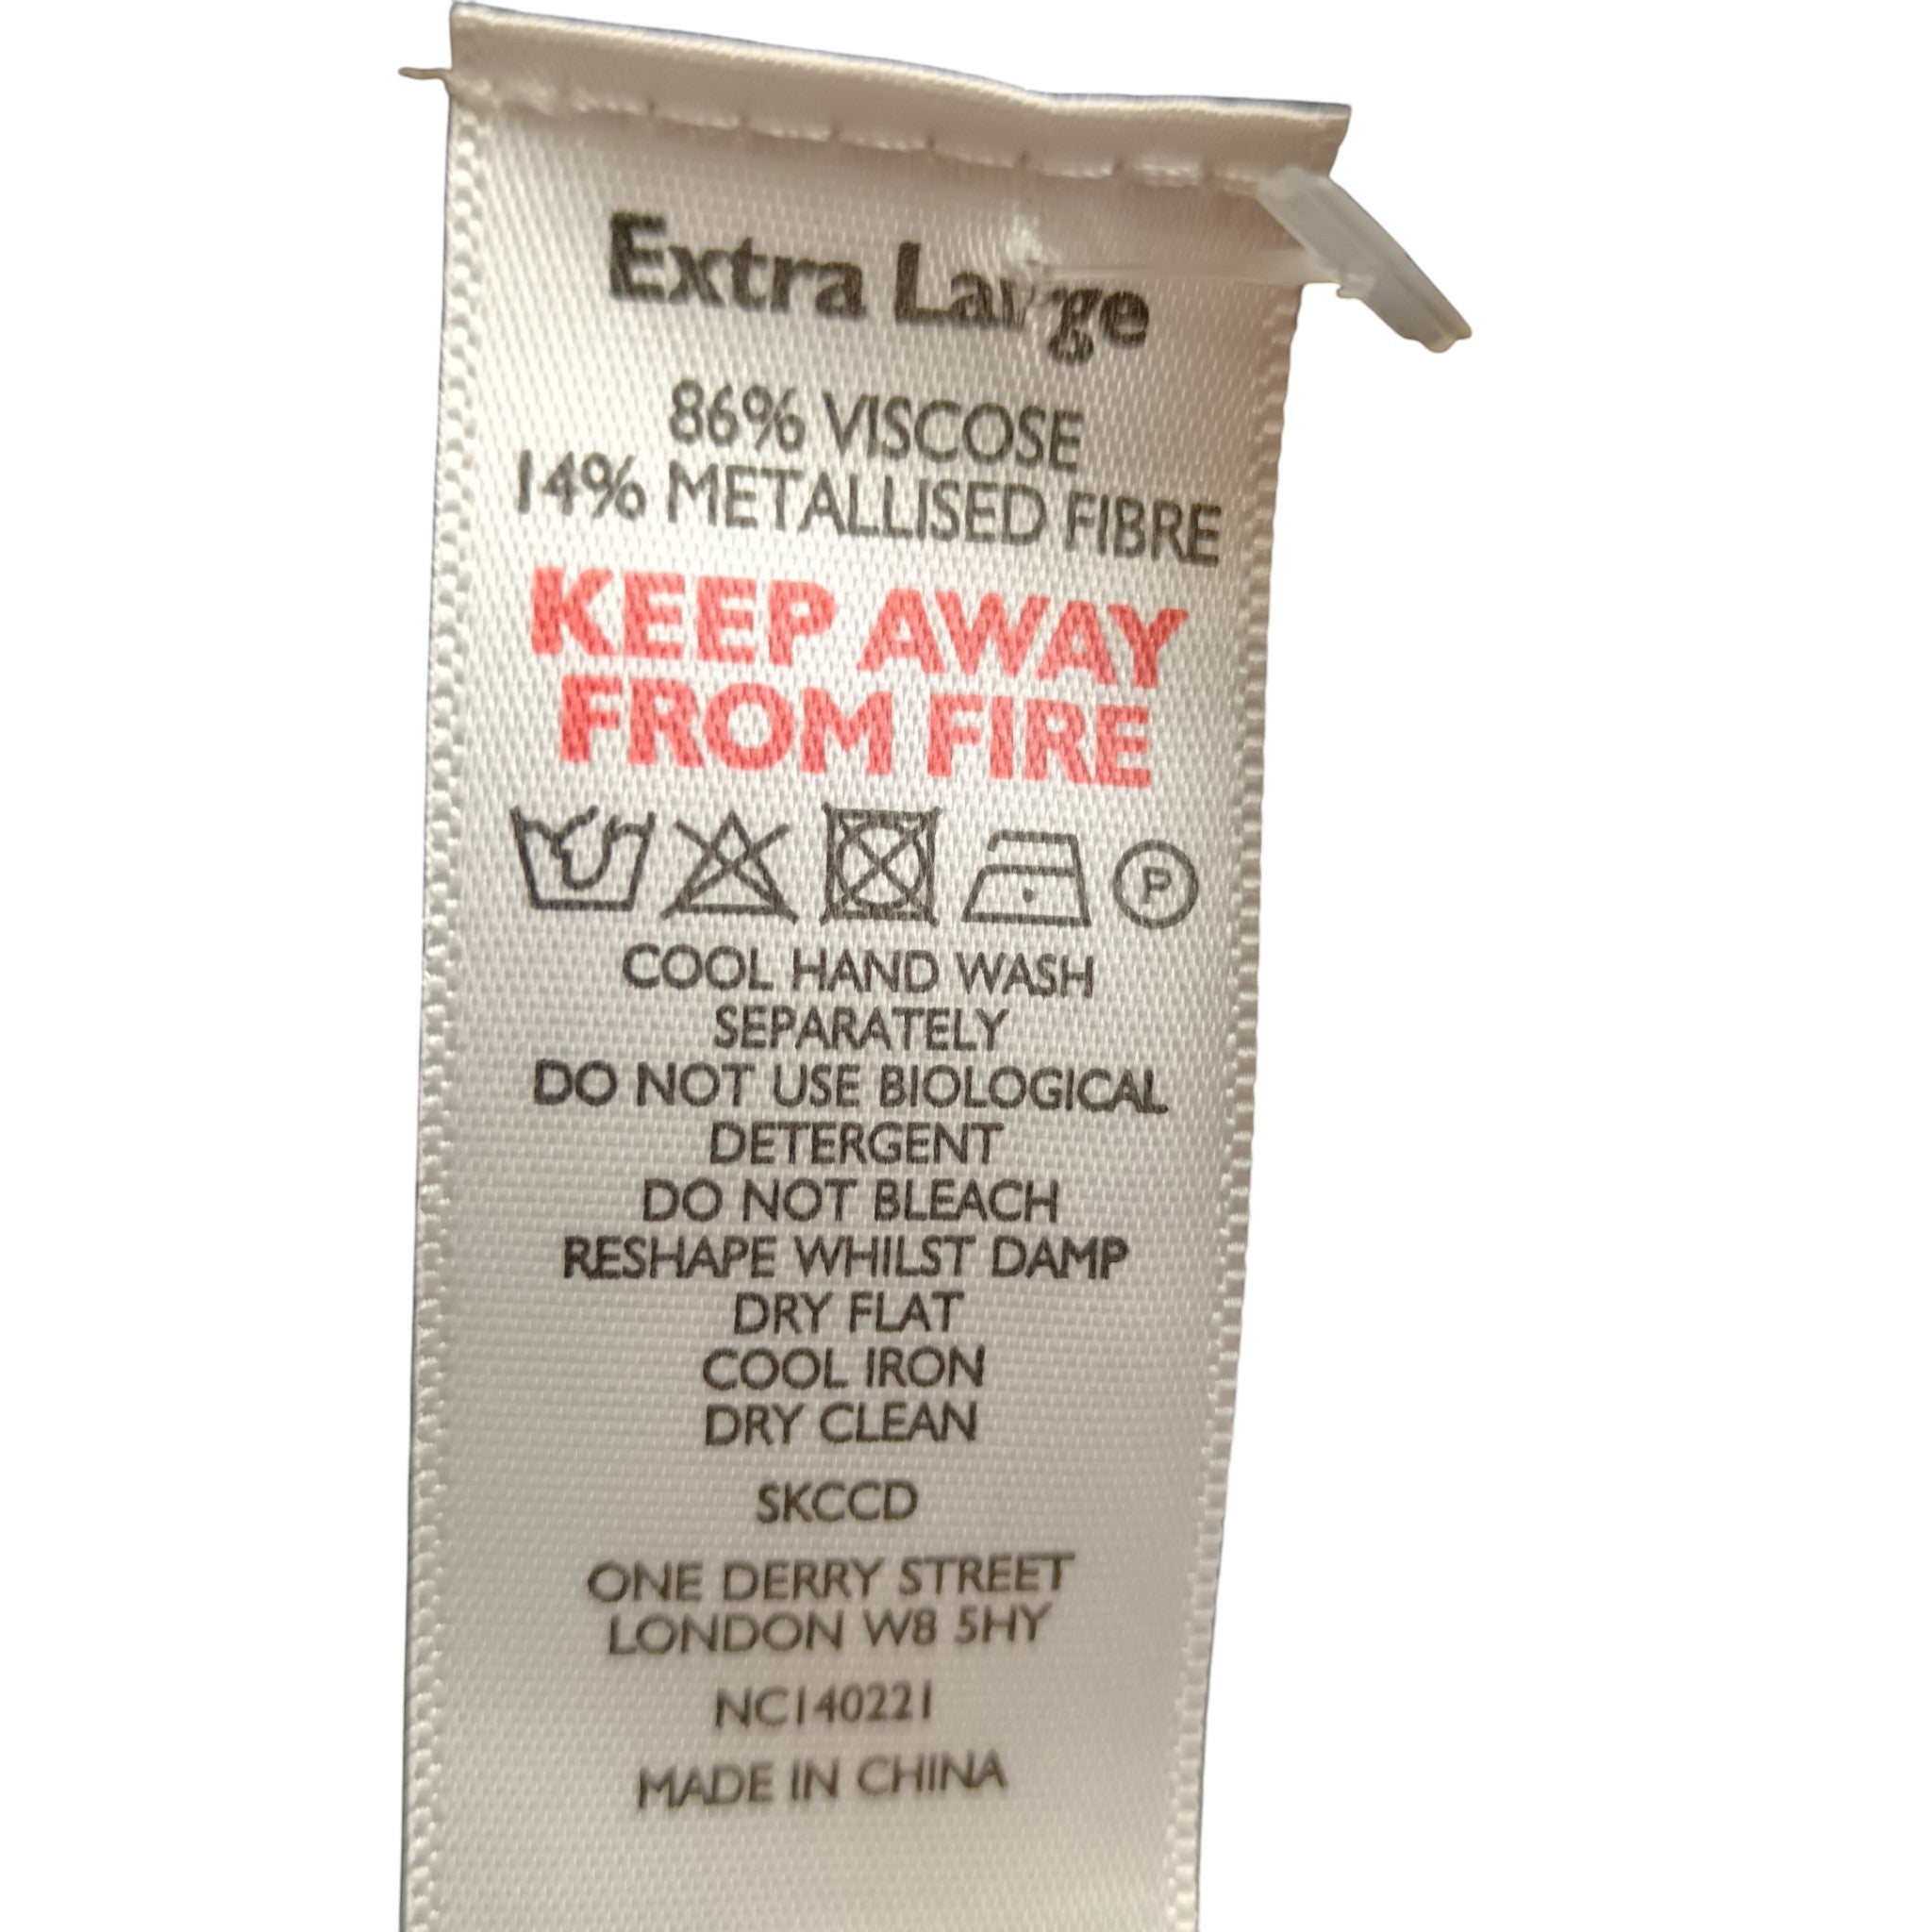 Extra Large
86% VISCOSE
14% METALLISED FIBRE
KEEP AWAY
FROM FIRE
P
COOL HAND WASH
SEPARATELY
DO NOT USE BIOLOGICAL
DETERGENT
DO NOT BLEACH
RESHAPE WHILST DAMP
DRY FLAT
COOL IRON
DRY CLEAN
SKCCD
ONE DERRY STREET
LONDON W8 5HY
NC140221
MADE IN CHINA